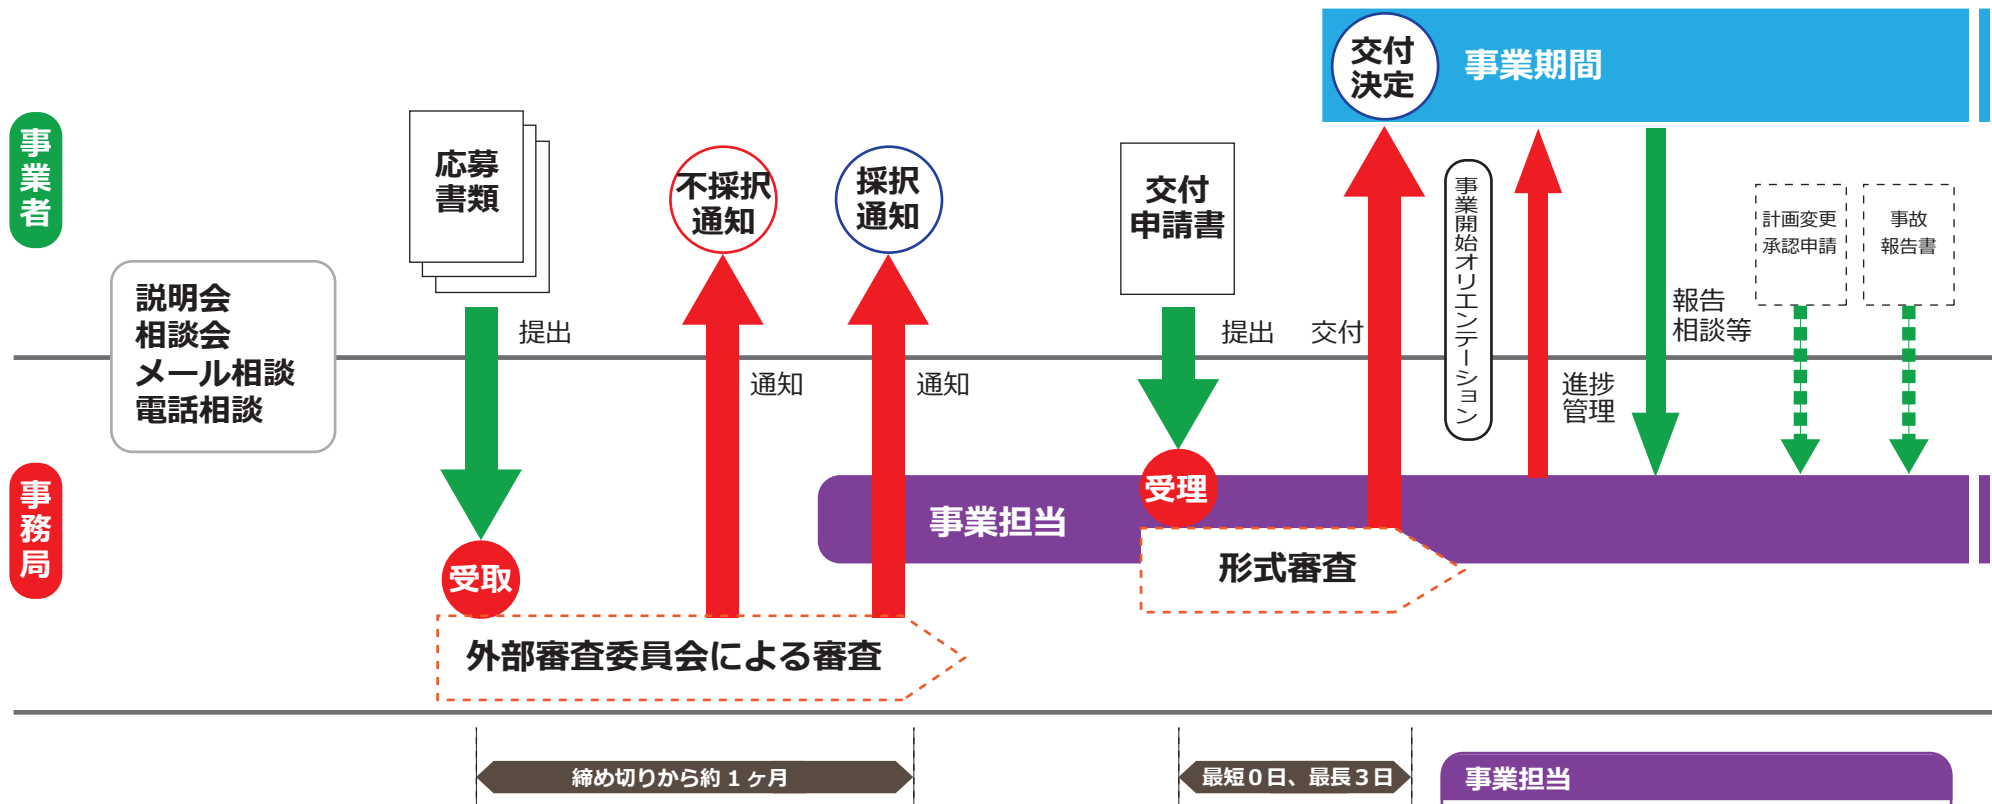 交付
決定
事業期間
事業者
応募
書類
不採択
通知
採択
通知
交付
申請書
事業開始オリエンテーション
計画変更
承認申請
事故
報告書
説明会
相談会
メール相談
電話相談
提出
通知
通知
提出
交付
進捗
管理
報告
相談等
事務局
受取
事業担当
受理
形式審査
外部審査委員会による審査
締め切りから約1ヶ月
最短0日、最長3日
事業担当